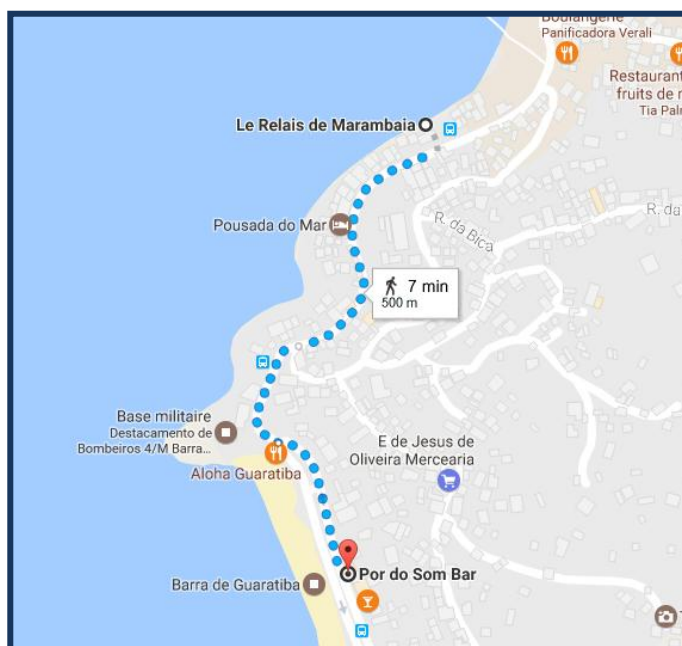 Boulangerie
Panificadora Verali
Restaurant
fruits de
Tia
Le Relais de Marambaia
R. da Bica
R. da
Pousada do Mar
7 min
500 m
Base militaire
Destacamento de
Bombeiros 4/M Barra...
E de Jesus de
Oliveira Mercearia
Aloha Guaratiba
Por do Som Bar
Barra de Guaratiba